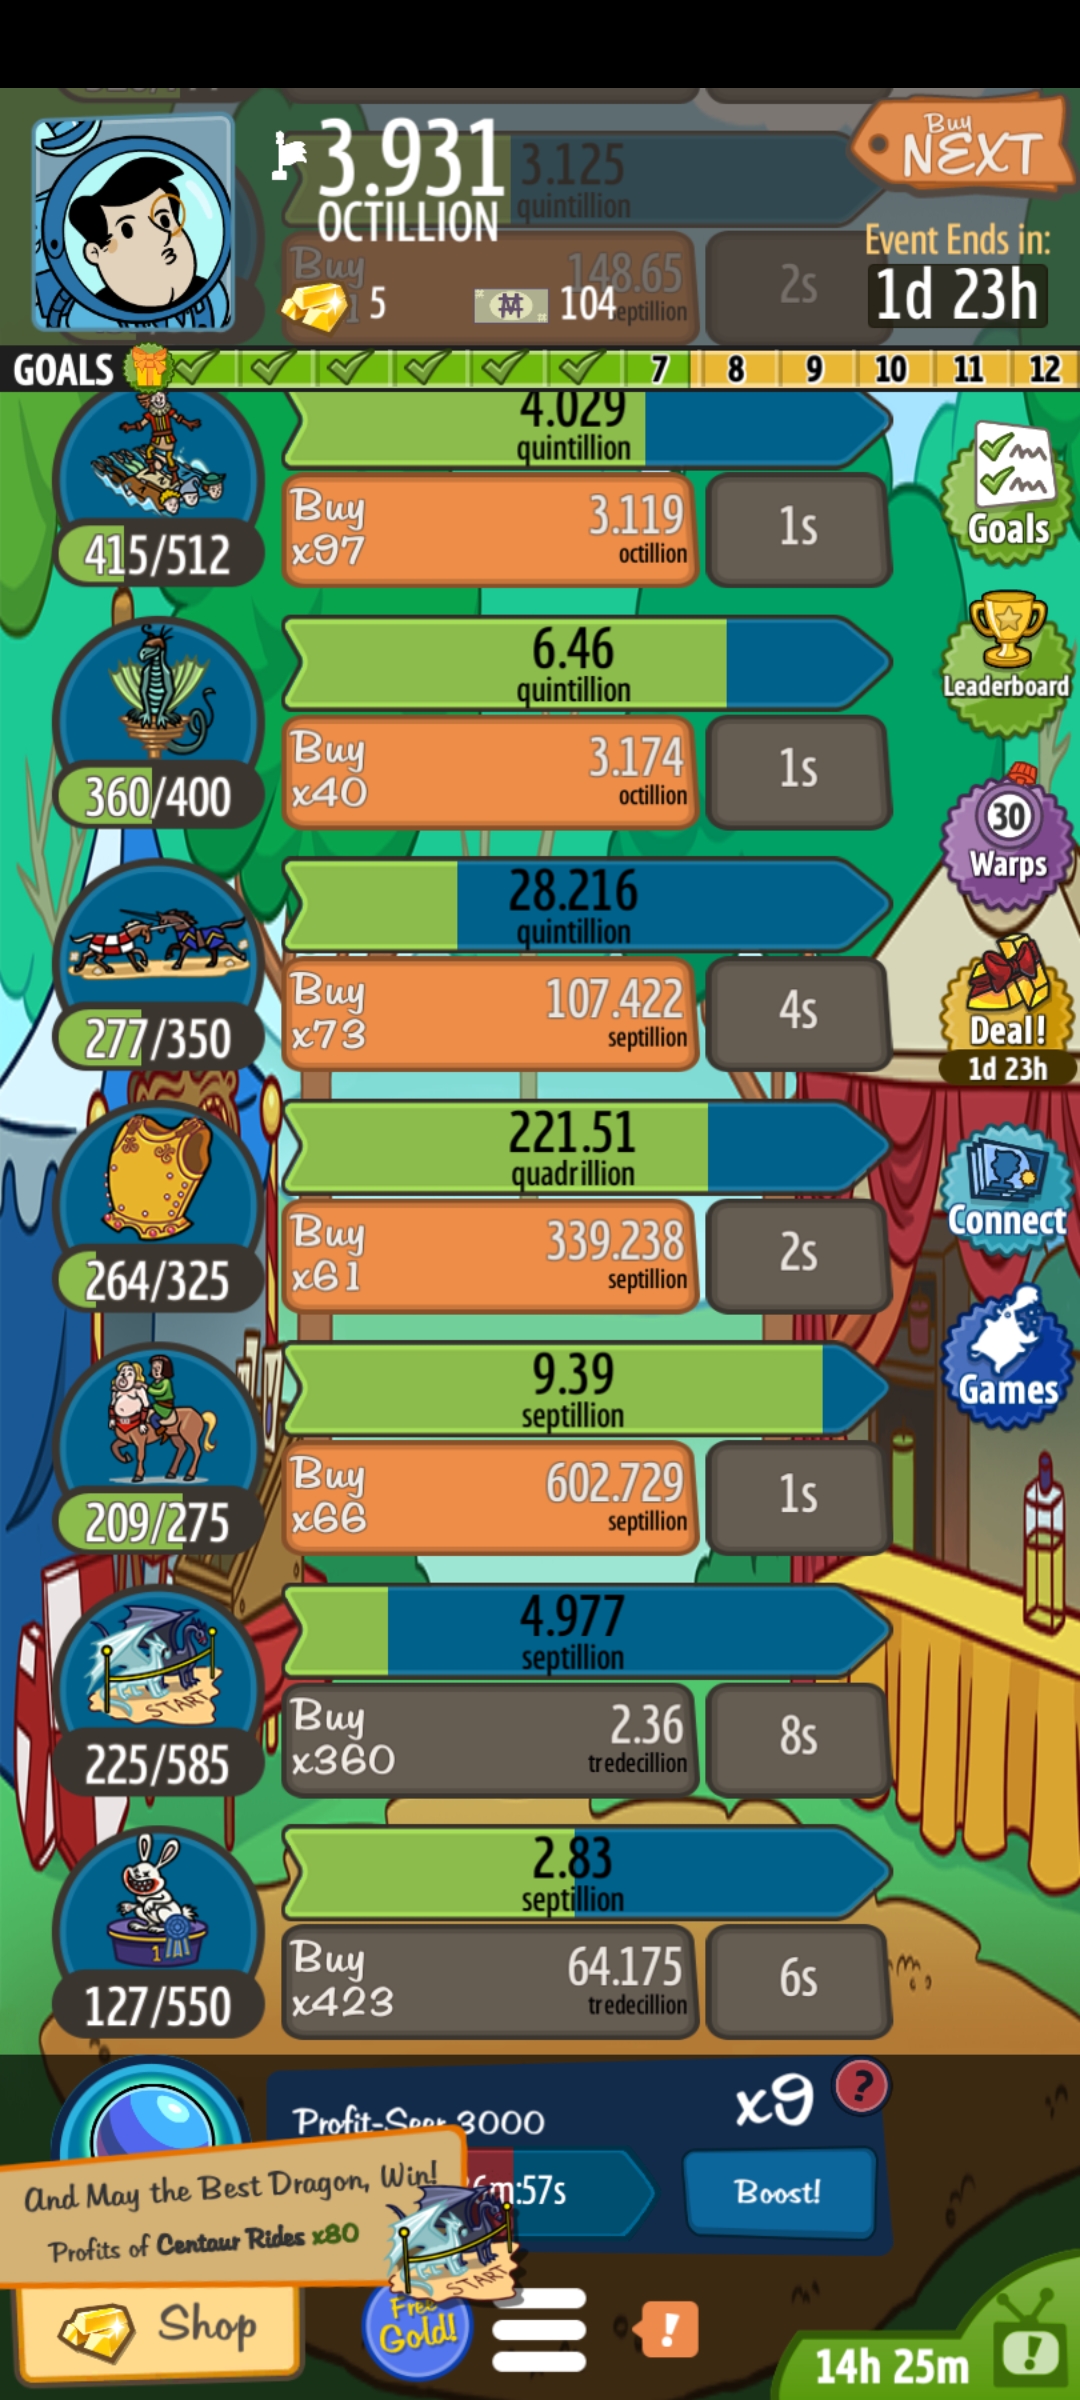 3.931
OCTILLION
3.125
quintillion
Buy
NEXT
Event Ends in:
1d 23h
Buy
148.65
2s
5
104
GOALS
7
8
9
10
11
12
4.029
quintillion
415/512
Buy
x97
3.119
octillion
1s
Goals
6.46
quintillion
360/400
Buy
x40
3.174
octillion
1s
Leaderboard
30
Warps
28.216
quintillion
277/350
Buy
x73
107.422
septillion
4s
Deal!
1d 23h
221.51
quadrillion
264/325
Buy
x61
339.238
septillion
2s
Connect
9.39
septillion
209/275
Buy
x66
602.729
septillion
1s
Games
4.977
septillion
START
225/585
Buy
x360
2.36
tredecillion
8s
2.83
septillion
1
127/550
Buy
x423
64.175
tredecillion
6s
Profit-Seer 3000
x9
?
And May the Best Dragon, Win!
Profits of Centaur Rides x80
START
m:57s
Boost!
Shop
Free
Gold!
!
14h 25m
!